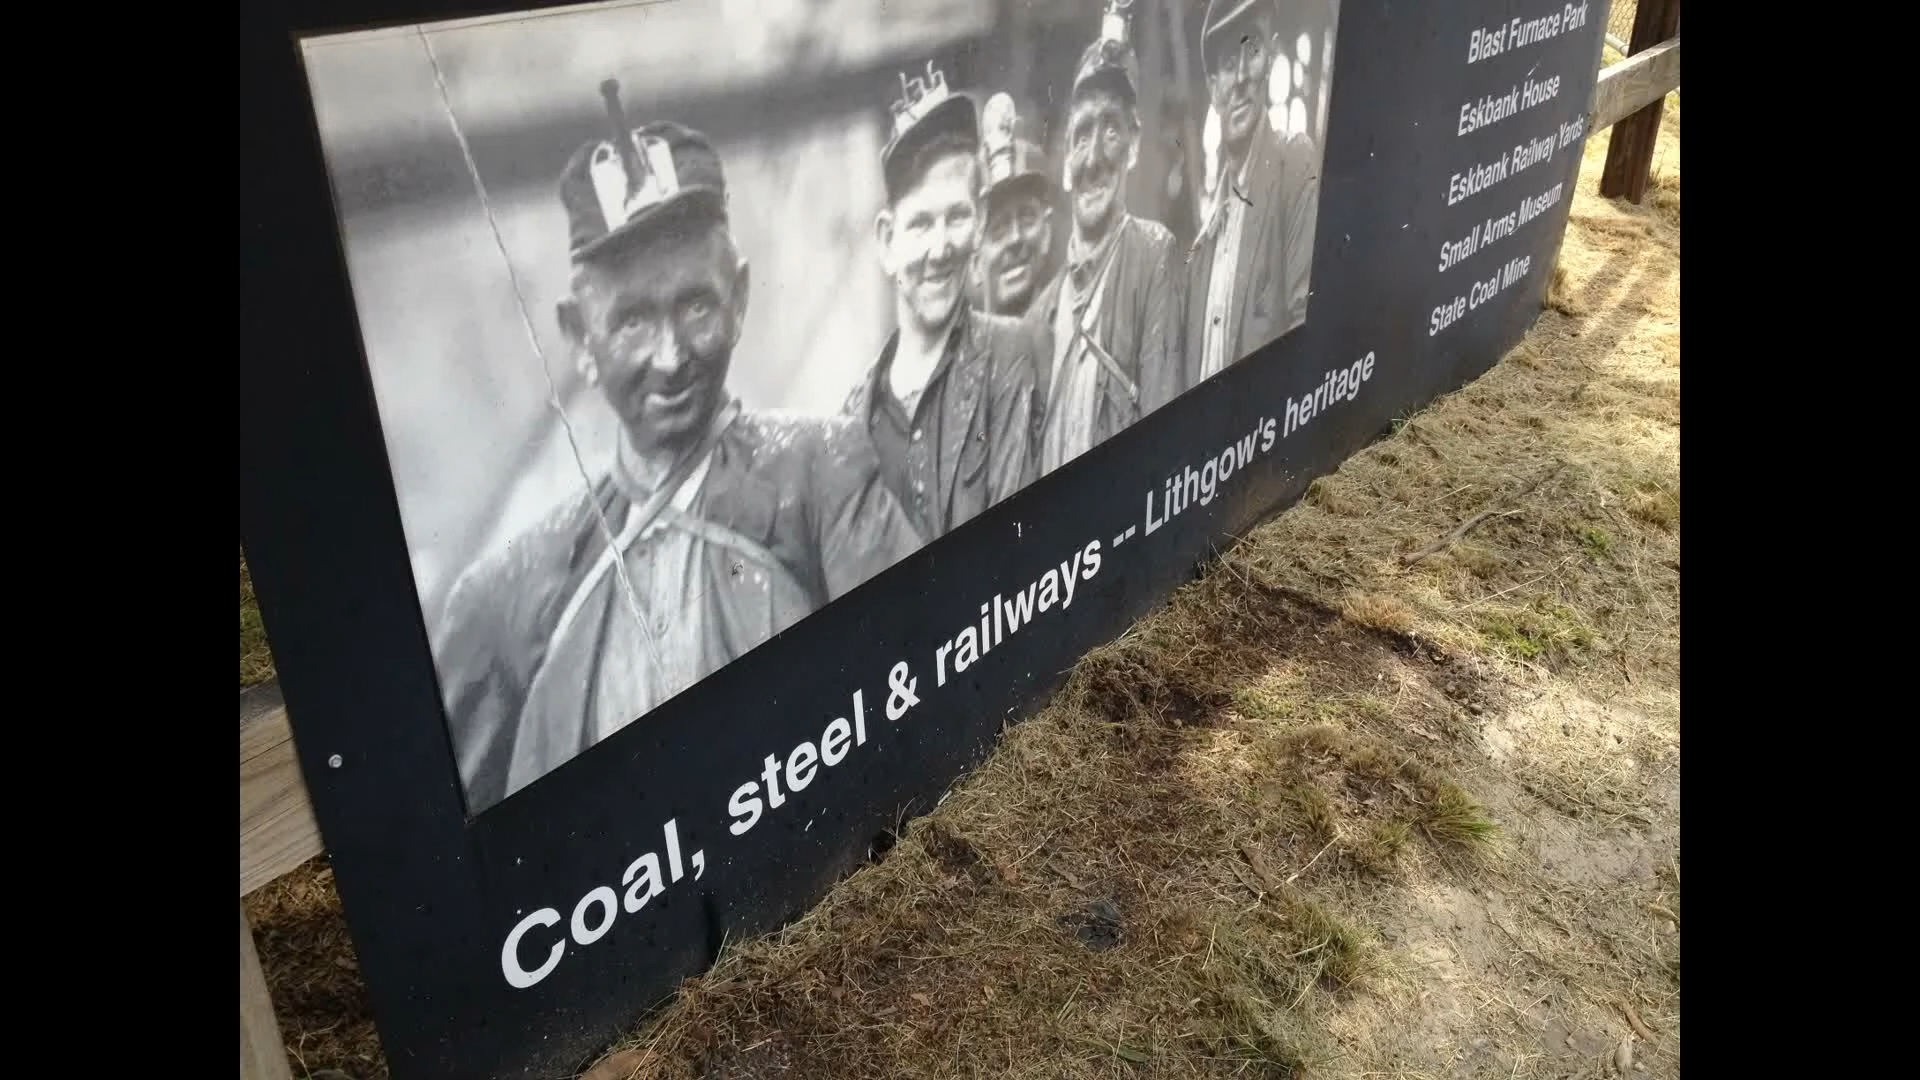 Blast Furnace Park
Eskbank House
Eskbank Railway Yards
Small Arms Museum
State Coal Mine
Coal, steel & railways -- Lithgow's heritage